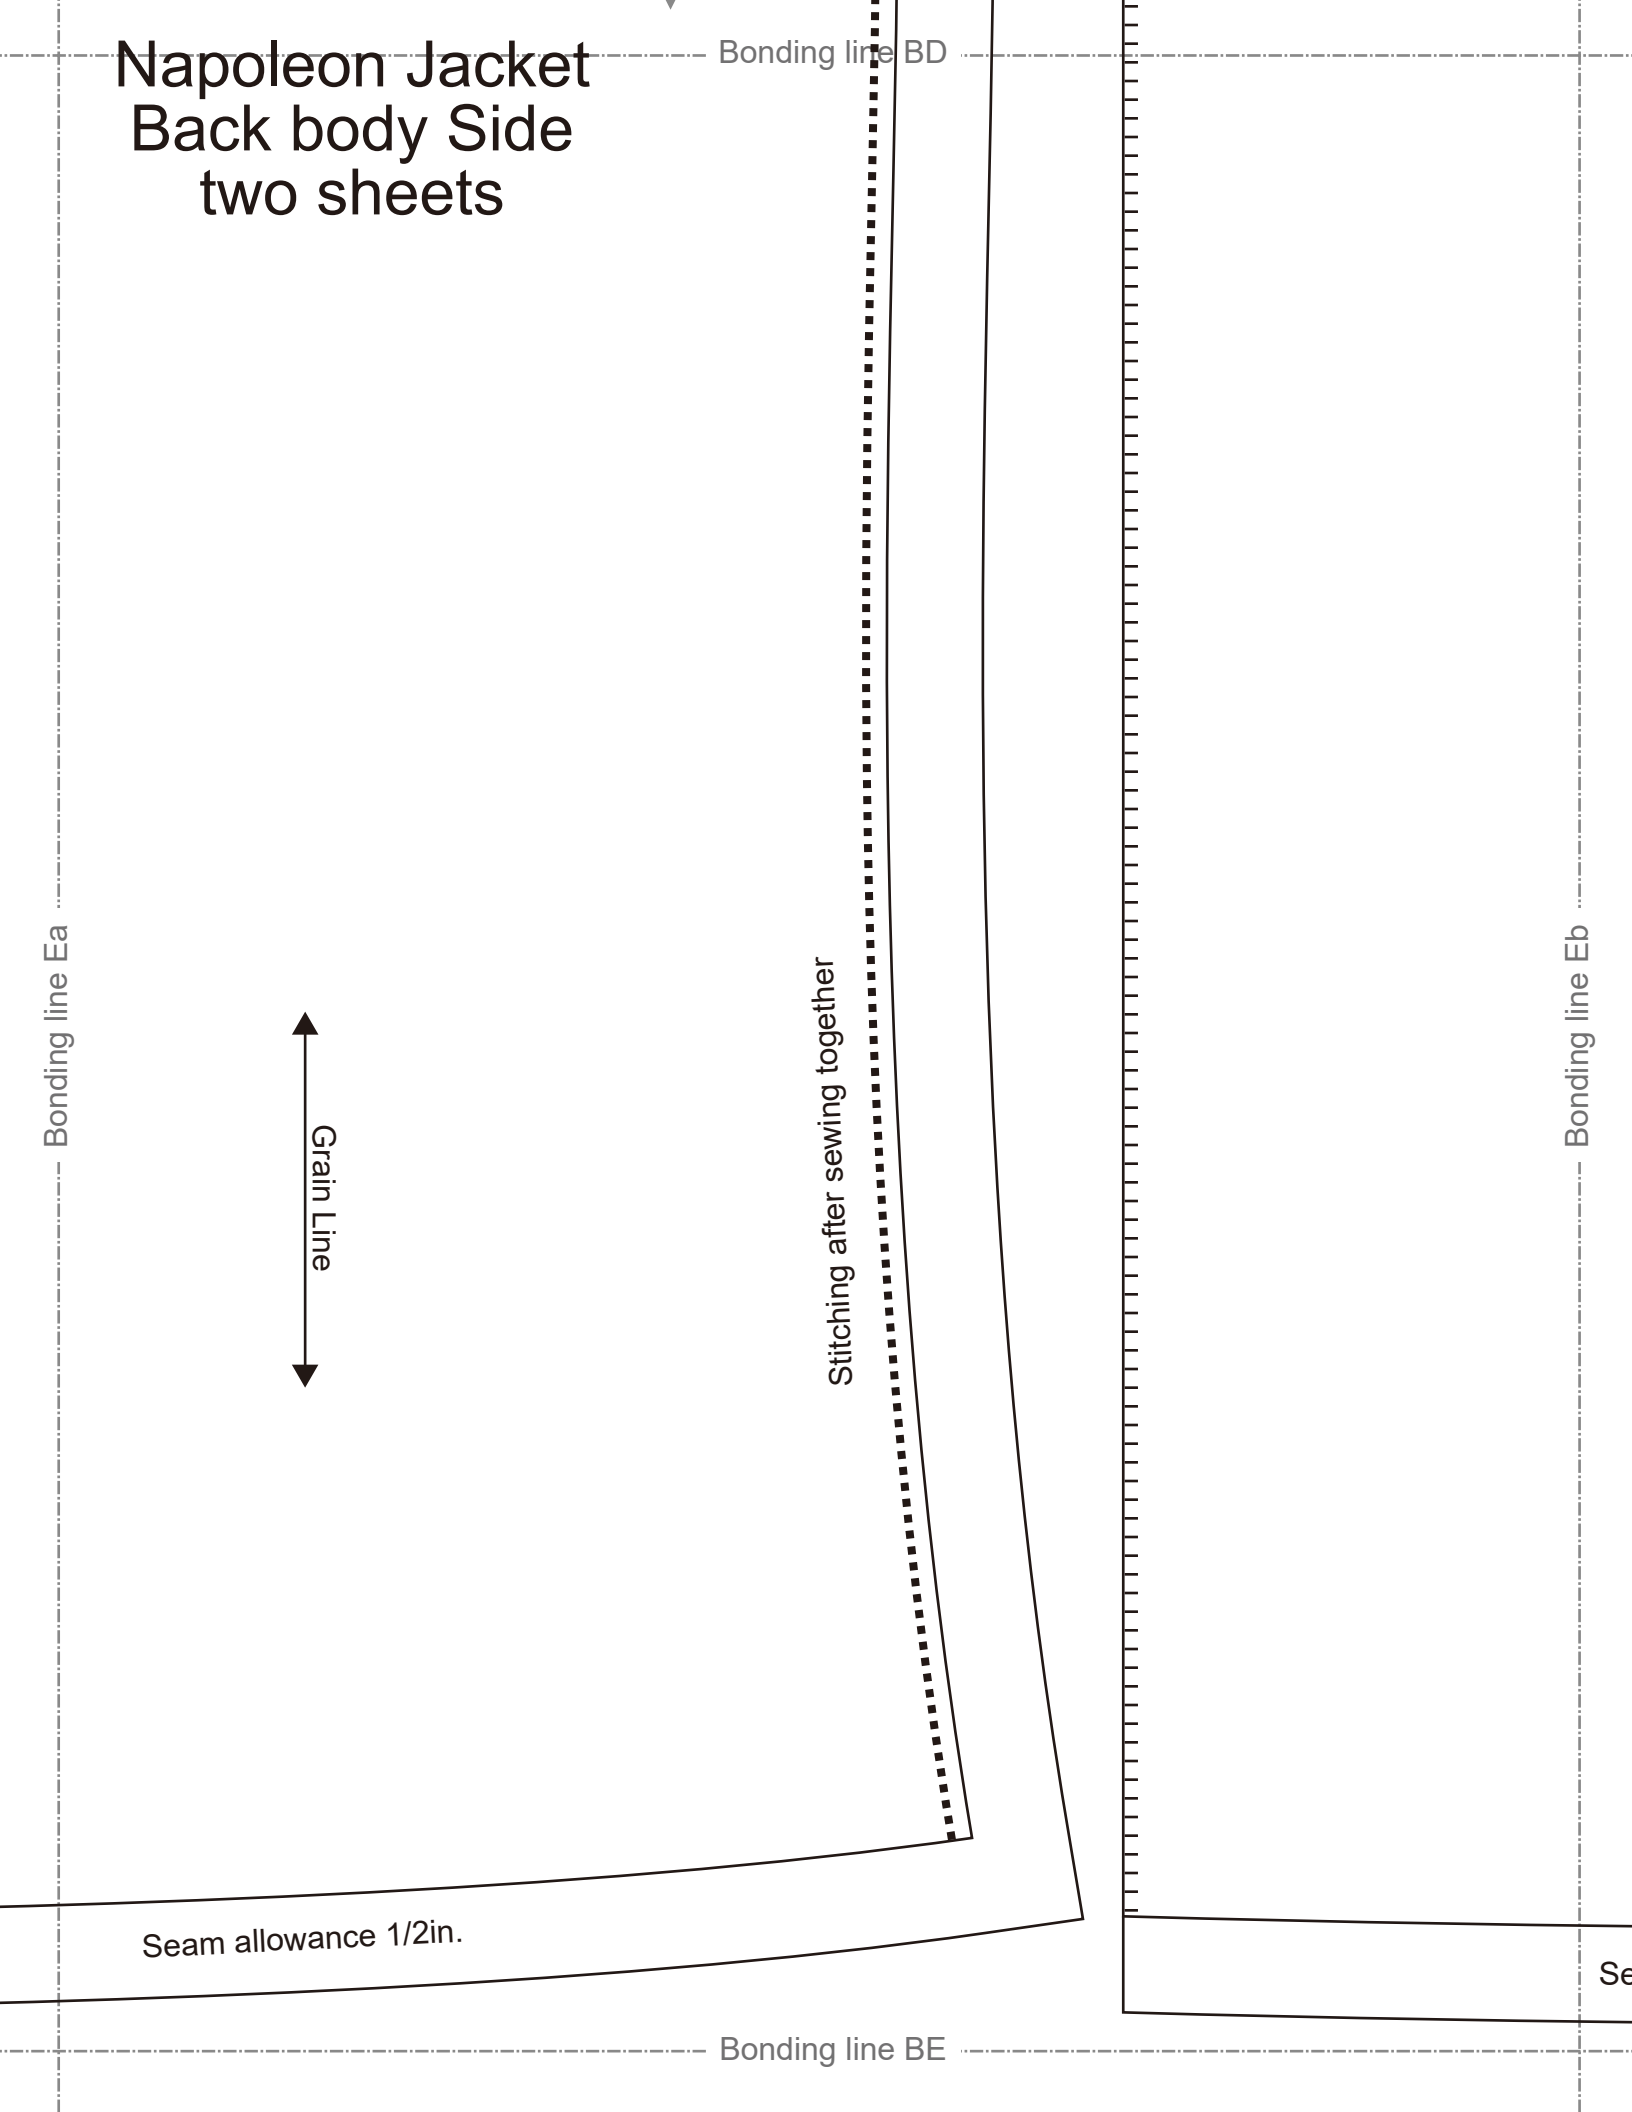 Bonding line BD
Napoleon Jacket
Back body Side
two sheets
Bonding line Ea
Grain Line
Stitching after sewing together
Bonding line Eb
Seam allowance 1/2in.
Se
Bonding line BE